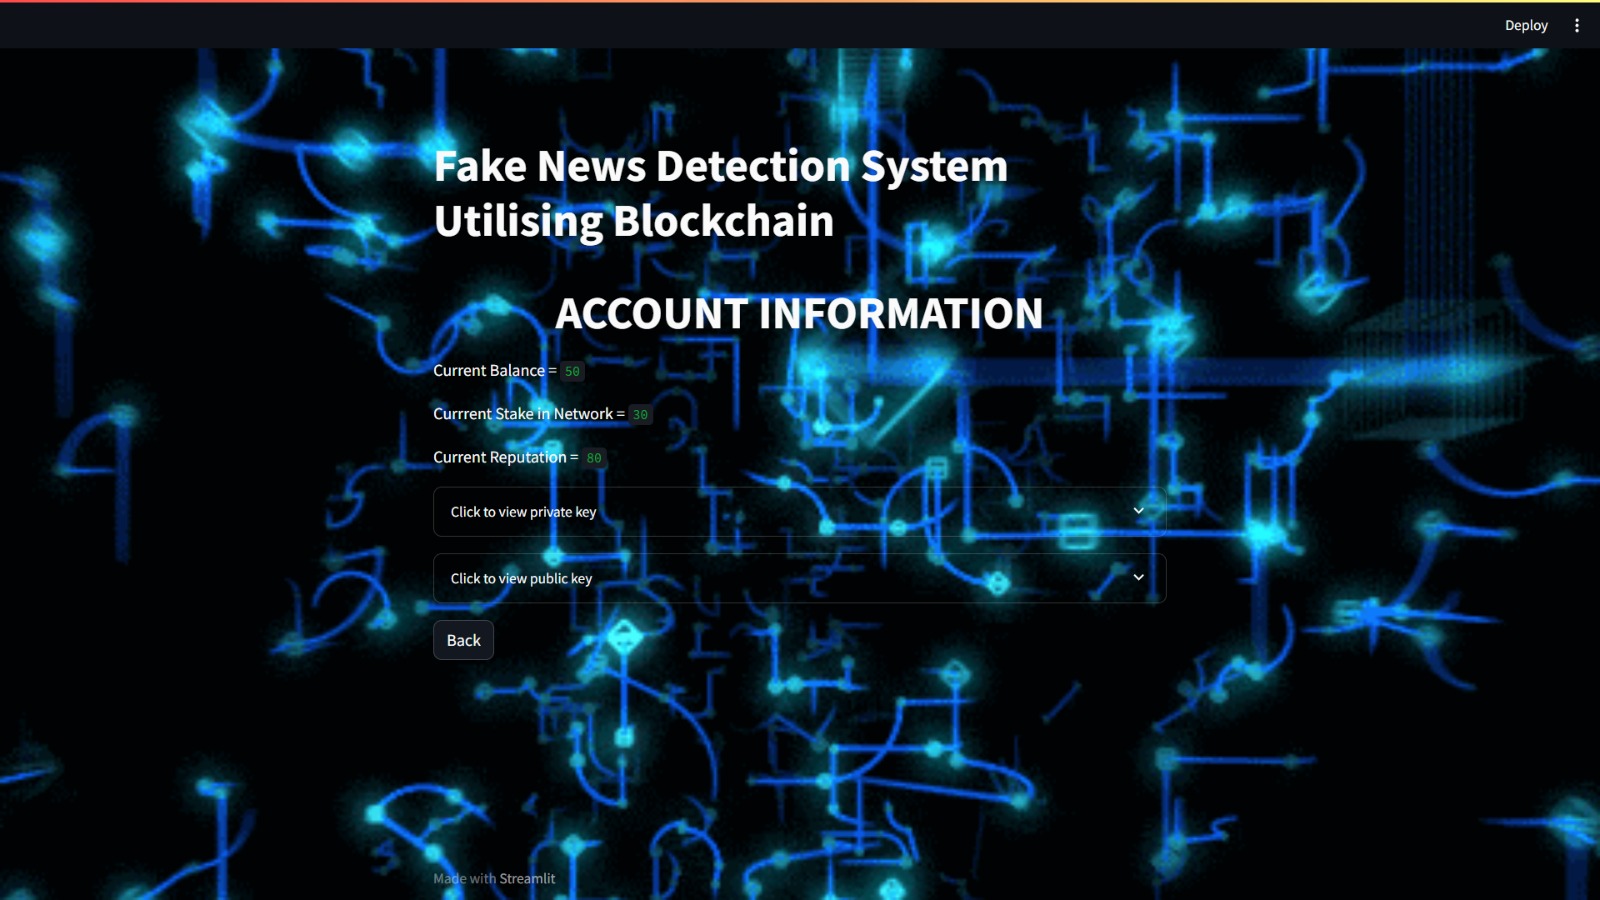 Deploy
Fake News Detection System
Utilising Blockchain
ACCOUNT INFORMATION
Current Balance = 50
Currrent Stake in Network = 30
Current Reputation = 80
Click to view private key
Click to view public key
Back
Made with Streamlit